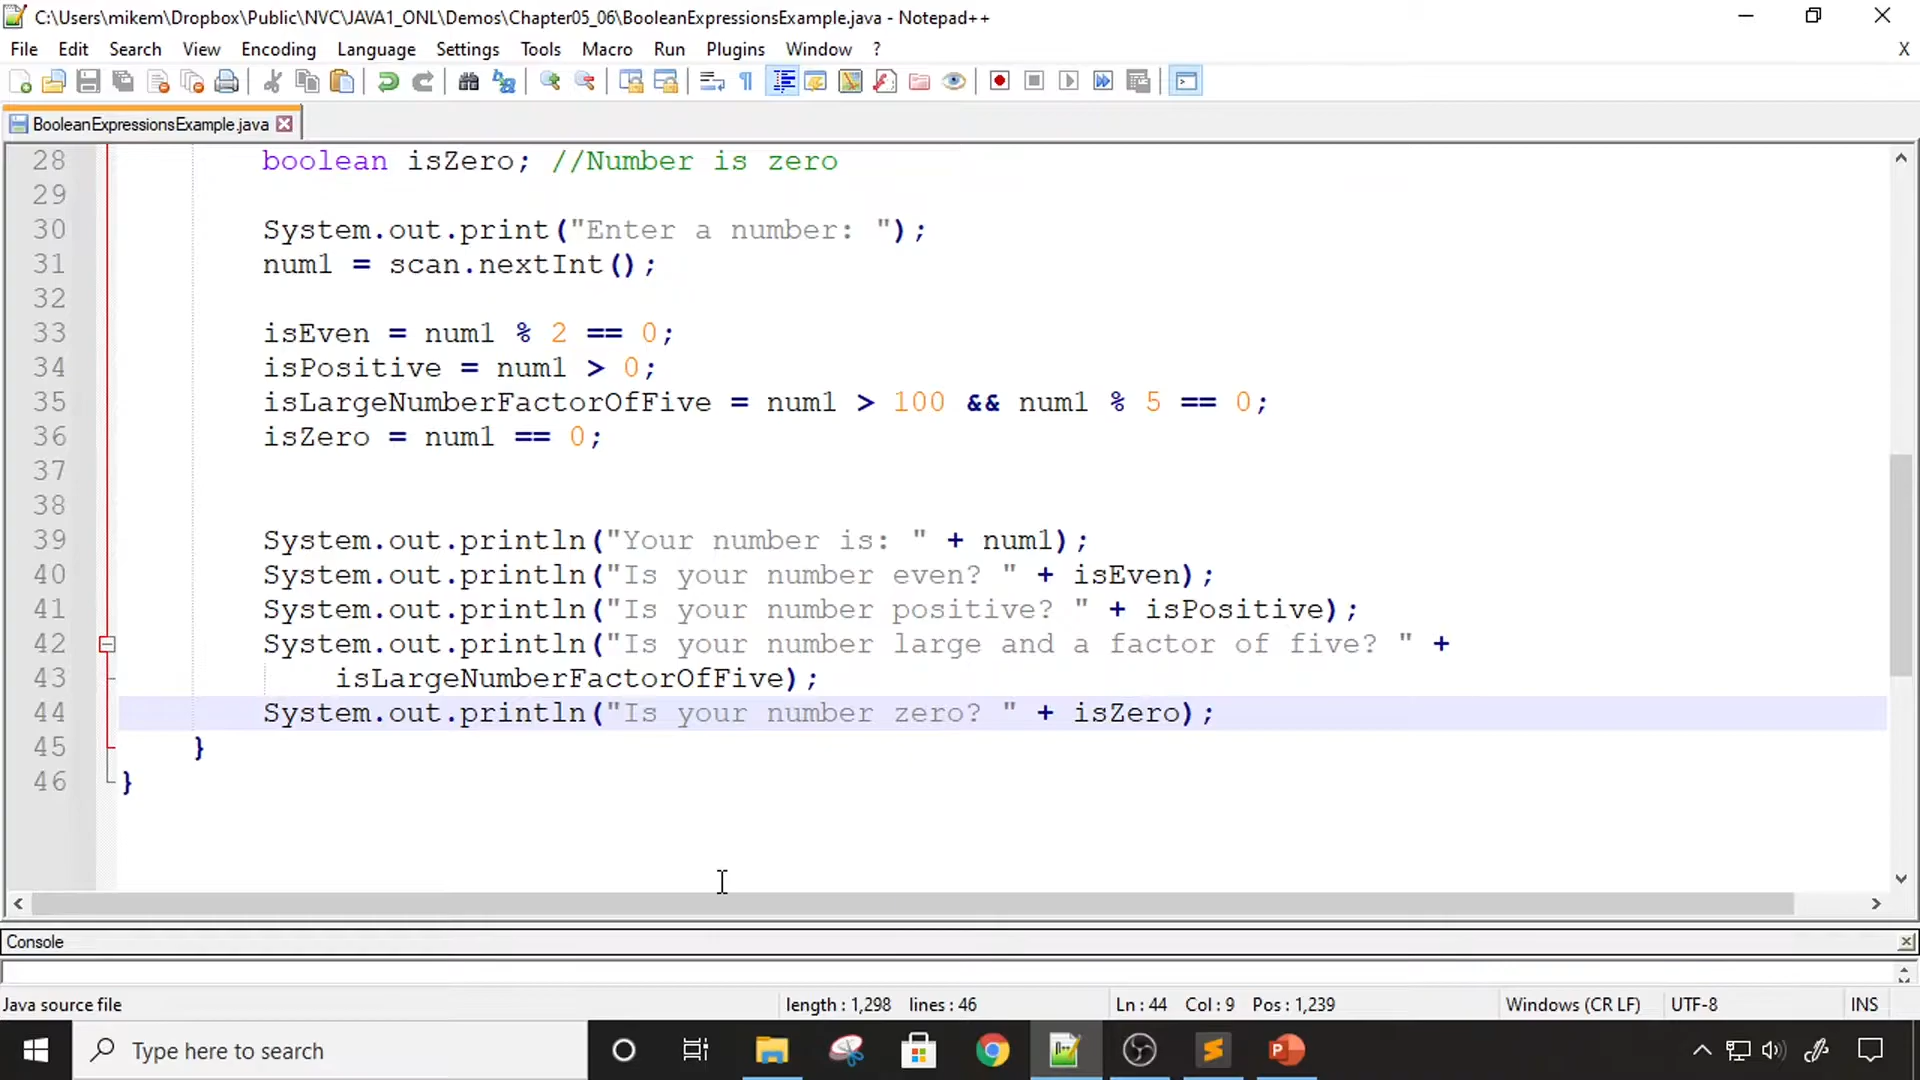 C:\Users\mikem\Dropbox\Public\NVC\JAVA1_ONL\Demos\Chapter05_06\BooleanExpressionsExample.java - Notepad++
File Edit Search View Encoding Language Settings Tools Macro Run Plugins Window ? X
BooleanExpressionsExample.java
28 boolean isZero; //Number is zero
29
30 System.out.print("Enter a number: ");
31 num1 = scan.nextInt();
32
33 isEven = num1 % 2 == 0;
34 isPositive = num1 > 0;
35 isLargeNumberFactorOfFive = num1 > 100 && num1 % 5 == 0;
36 isZero = num1 == 0;
37
38
39 System.out.println("Your number is: " + num1);
40 System.out.println("Is your number even? " + isEven);
41 System.out.println("Is your number positive? " + isPositive);
42 System.out.println("Is your number large and a factor of five? " +
43 isLargeNumberFactorOfFive);
44 System.out.println("Is your number zero? " + isZero);
45 }
46 }
Console
Java source file length : 1,298 lines : 46 Ln : 44 Col : 9 Pos : 1,239 Windows (CR LF) UTF-8 INS
Type here to search